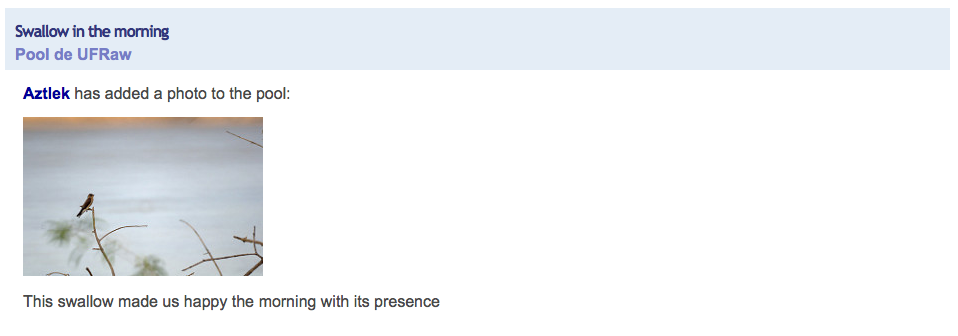 Swallow in the morning
Pool de UFRaw
Aztlek has added a photo to the pool:
This swallow made us happy the morning with its presence